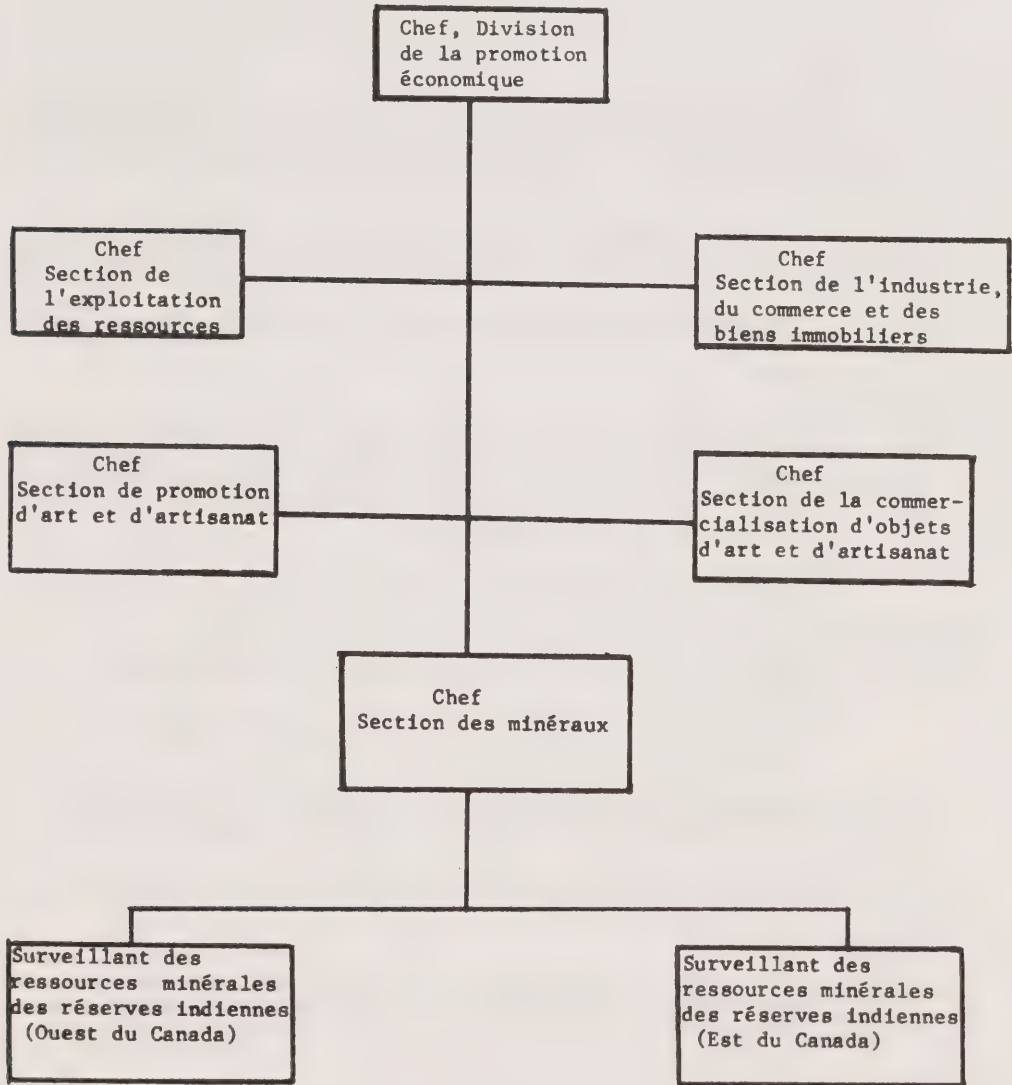 Chef, Division
de la promotion
économique
Chef
Section de
l'exploitation
des ressources
Chef
Section de l'industrie,
du commerce et des
biens immobiliers
Chef
Section de promotion
d'art et d'artisanat
Chef
Section de la commer-
cialisation d'objets
d'art et d'artisanat
Chef
Section des minéraux
Surveillant des
ressources minérales
des réserves indiennes
(Ouest du Canada)
Surveillant des
ressources minérales
des réserves indiennes
(Est du Canada)